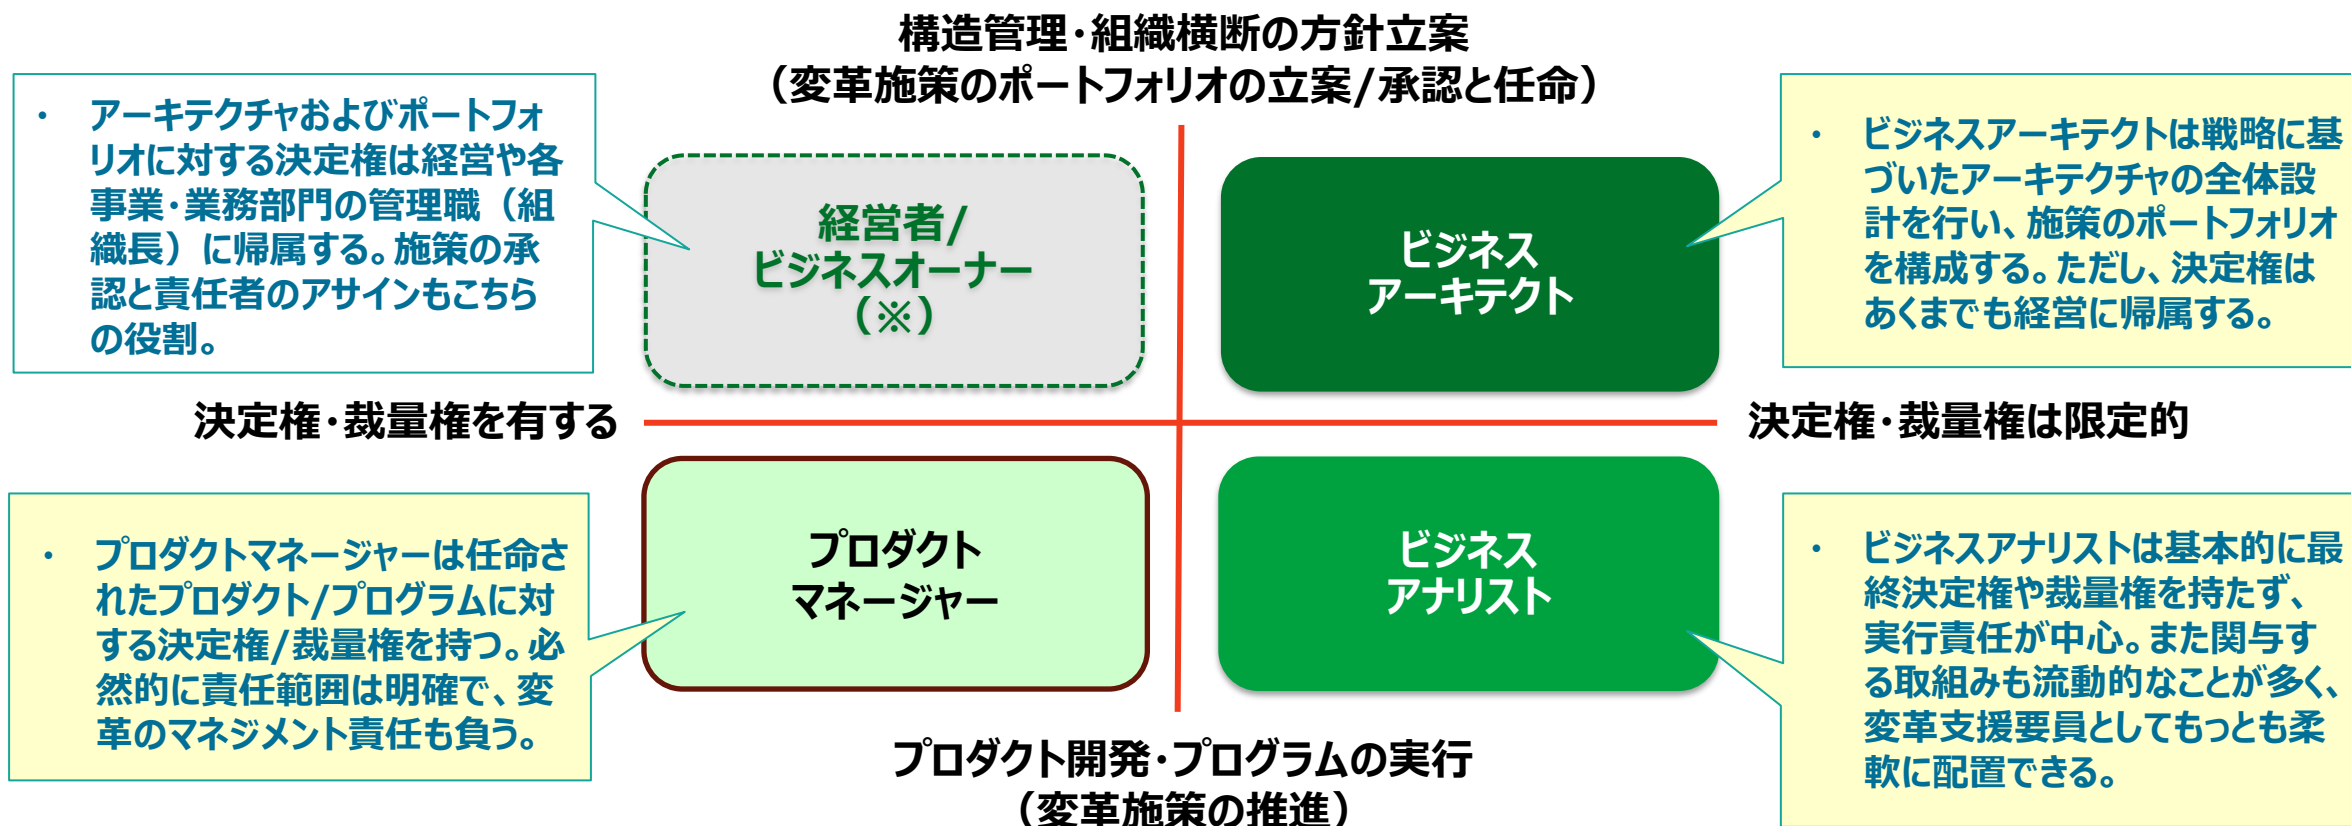 構造管理・組織横断の方針立案
（変革施策のポートフォリオの立案/承認と任命）
・ アーキテクチャおよびポートフォ
リオに対する決定権は経営や各
事業・業務部門の管理職（組
織長）に帰属する。施策の承
認と責任者のアサインもこちら
の役割。
経営者/
ビジネスオーナー
（※）
ビジネス
アーキテクト
・ ビジネスアーキテクトは戦略に基
づいたアーキテクチャの全体設
計を行い、施策のポートフォリオ
を構成する。ただし、決定権は
あくまでも経営に帰属する。
決定権・裁量権を有する
決定権・裁量権は限定的
・ プロダクトマネージャーは任命さ
れたプロダクト/プログラムに対
する決定権/裁量権を持つ。必
然的に責任範囲は明確で、変
革のマネジメント責任も負う。
プロダクト
マネージャー
ビジネス
アナリスト
・ ビジネスアナリストは基本的に最
終決定権や裁量権を持たず、
実行責任が中心。また関与す
る取組みも流動的なことが多く、
変革支援要員としてもっとも柔
軟に配置できる。
プロダクト開発・プログラムの実行
（変革施策の推進）